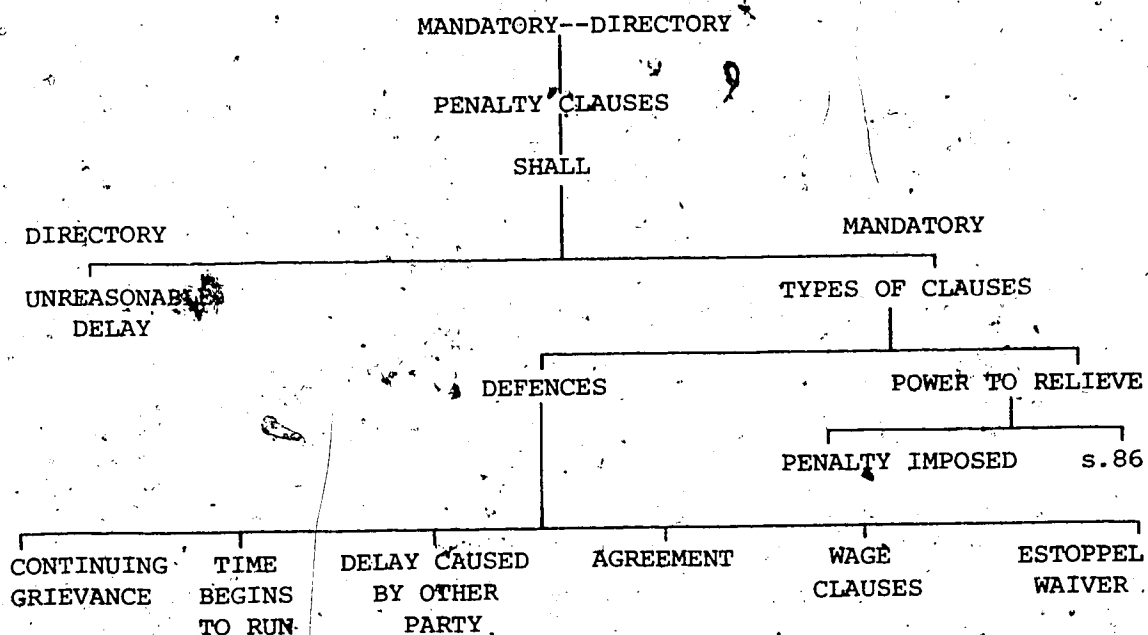 MANDATORY--DIRECTORY
PENALTY CLAUSES
SHALL
DIRECTORY
MANDATORY
UNREASONABLE
DELAY
TYPES OF CLAUSES
DEFENCES
POWER TO RELIEVE
PENALTY IMPOSED
s.86
CONTINUING
GRIEVANCE
TIME
BEGINS
TO RUN
DELAY CAUSED
BY OTHER
PARTY
AGREEMENT
WAGE
CLAUSES
ESTOPPEL
WAIVER